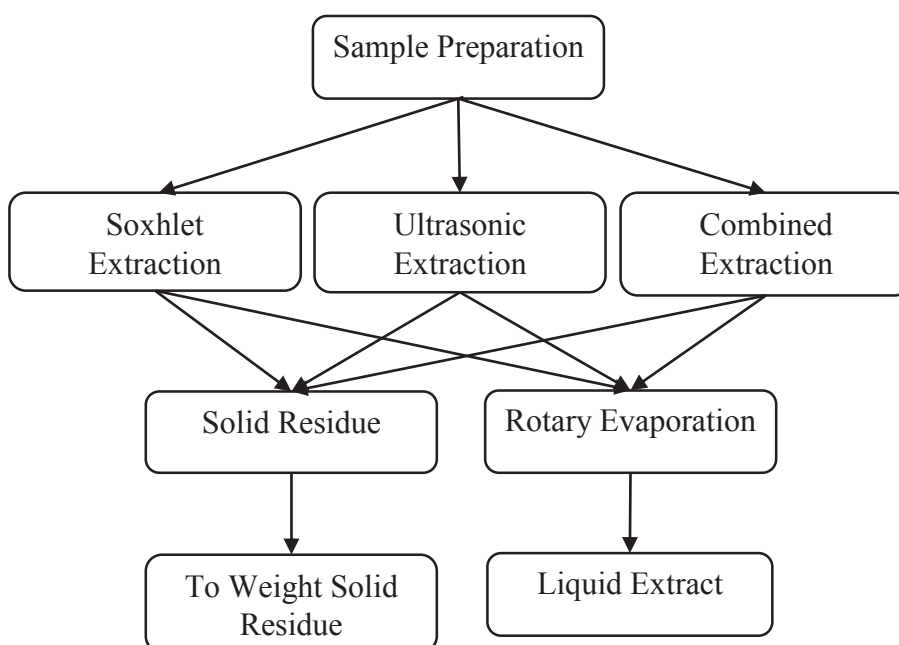 Sample Preparation
Soxhlet
Extraction
Ultrasonic
Extraction
Combined
Extraction
Solid Residue
Rotary Evaporation
To Weight Solid
Residue
Liquid Extract